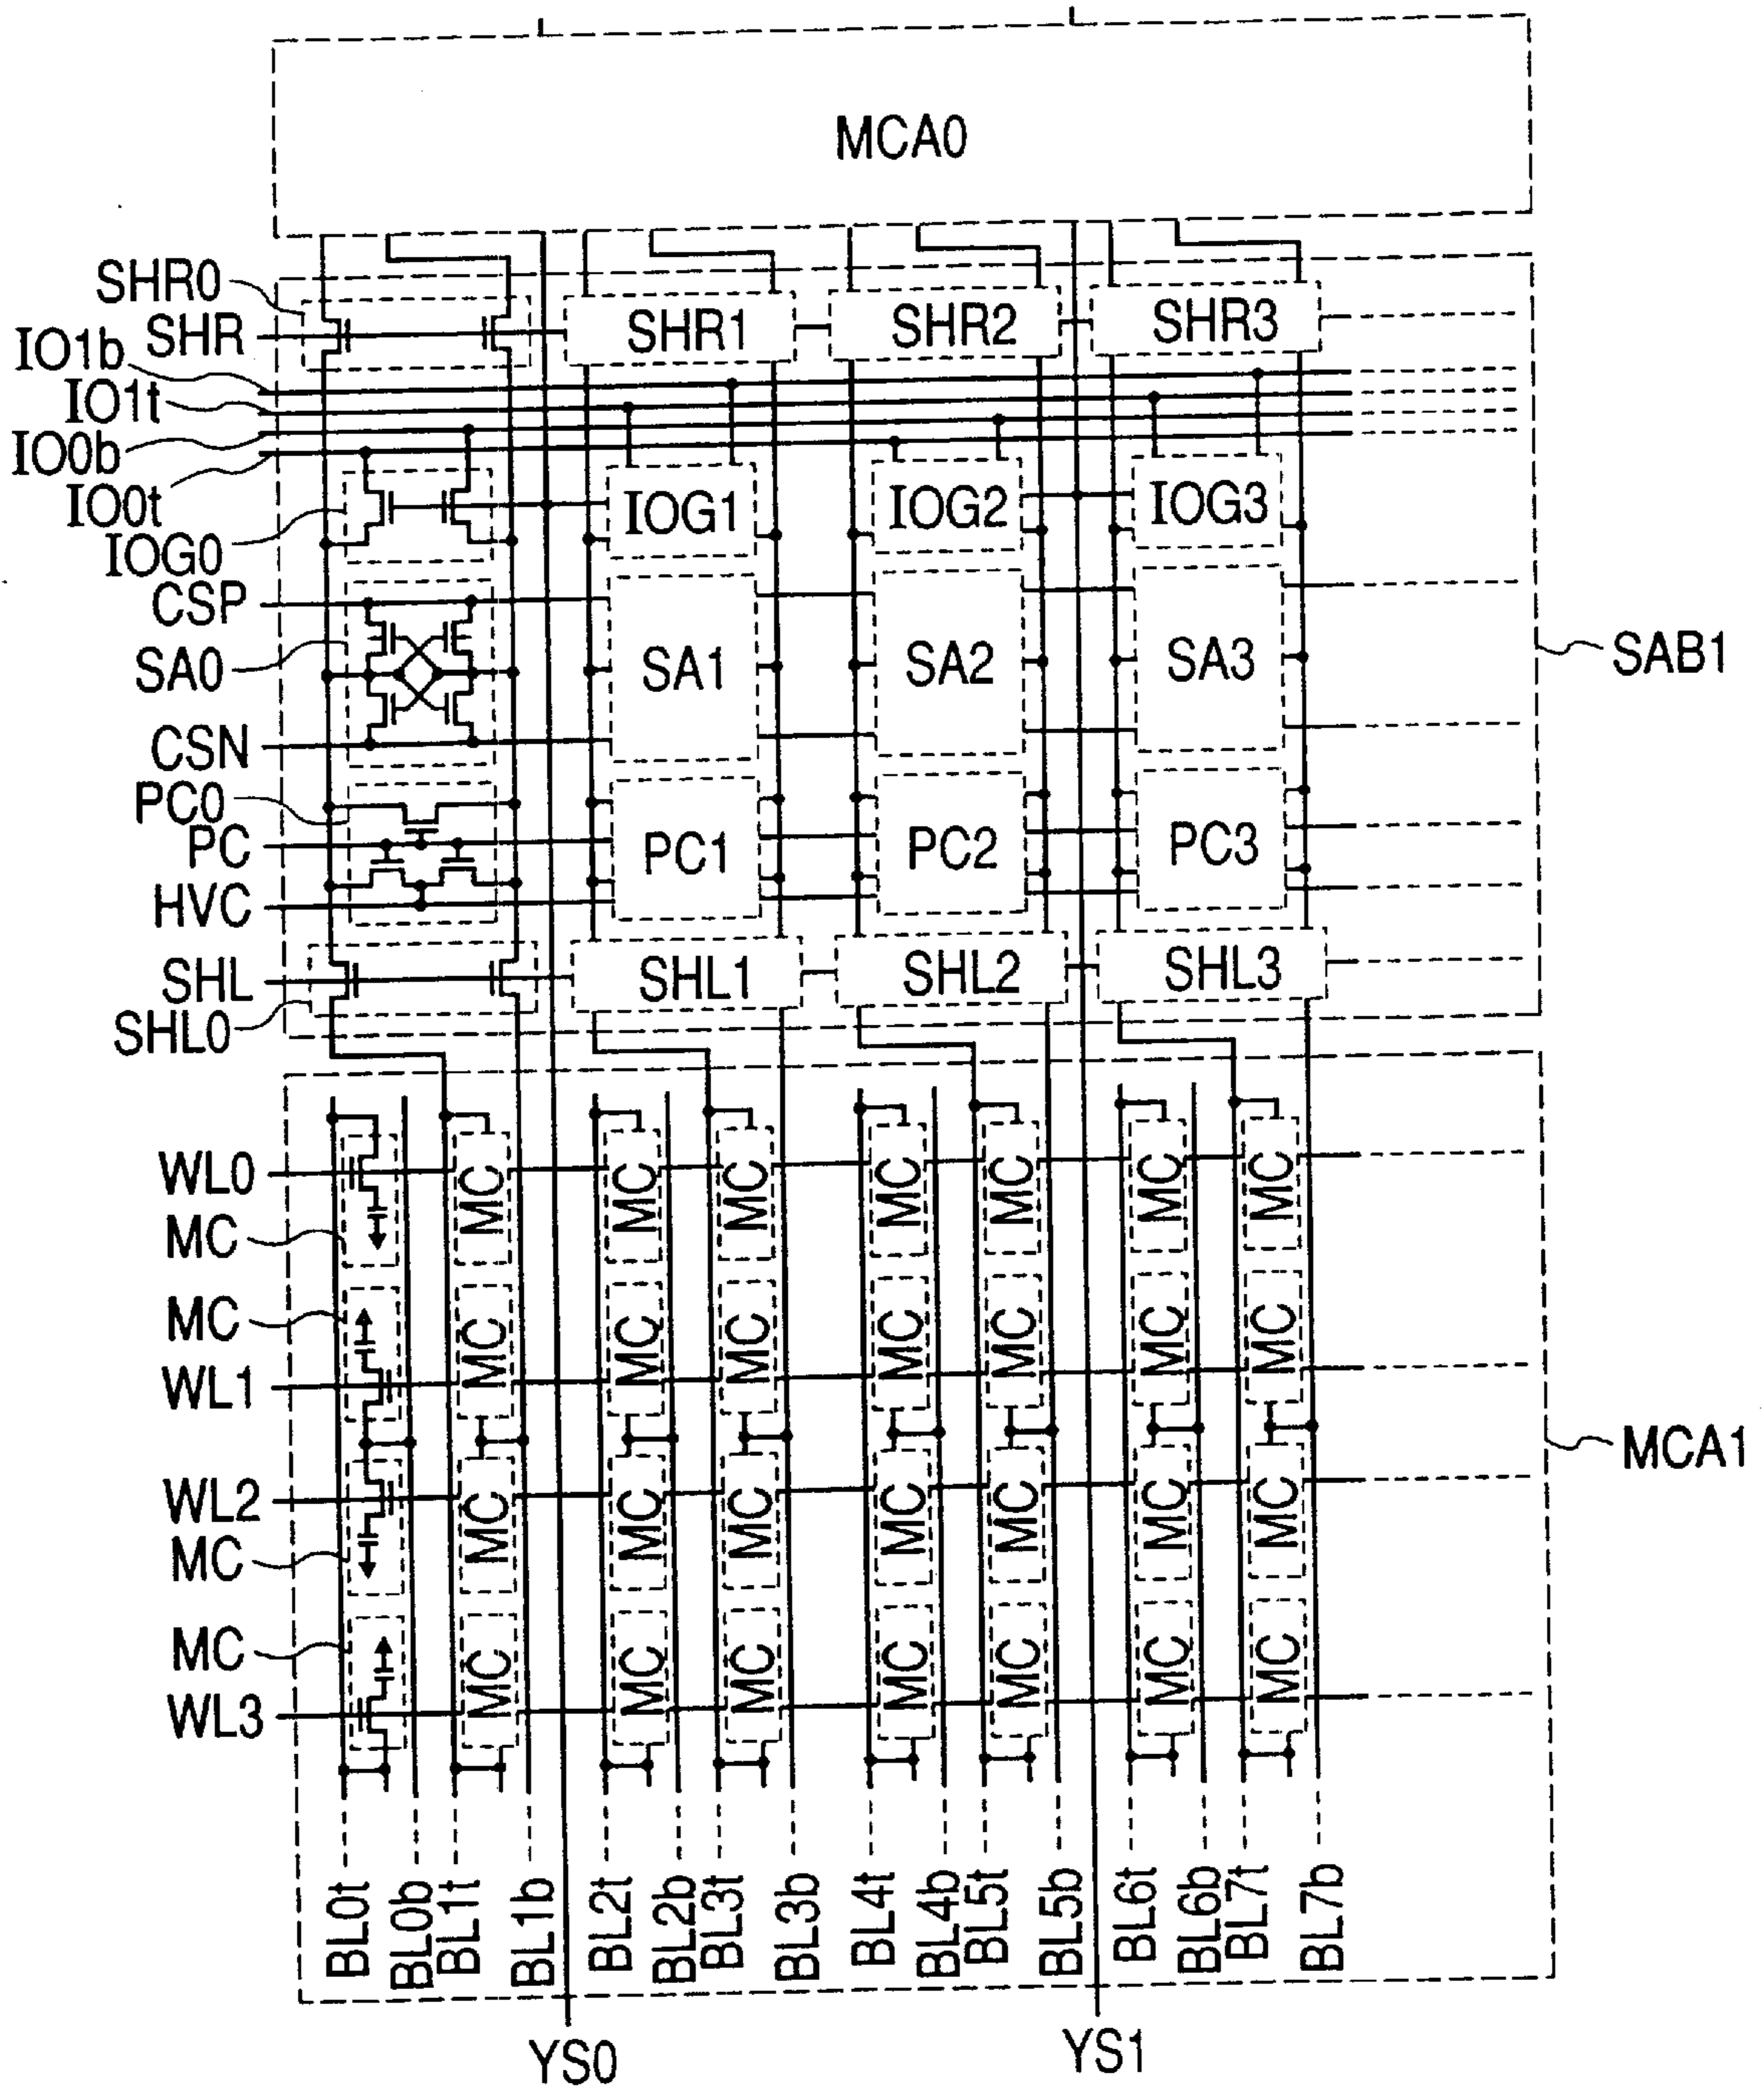 MCA0
SHR0
SHR
SHR1 SHR2 SHR3
IO1b
IO1t
IO0b
IO0t
IOG0
IOG1 IOG2 IOG3
CSP
SA0
SA1 SA2 SA3
SAB1
CSN
PC0
PC
PC1 PC2 PC3
HVC
SHL
SHL1 SHL2 SHL3
SHL0
WL0
MC MC MC MC MC MC MC
MC
MC
MC MC MC MC MC MC MC
WL1
MCA1
WL2
MC MC MC MC MC MC MC
MC
MC
MC MC MC MC MC MC MC
WL3
BL0t BL0b BL1t BL1b BL2t BL2b BL3t BL3b BL4t BL4b BL5t BL5b BL6t BL6b BL7t BL7b
YS0 YS1